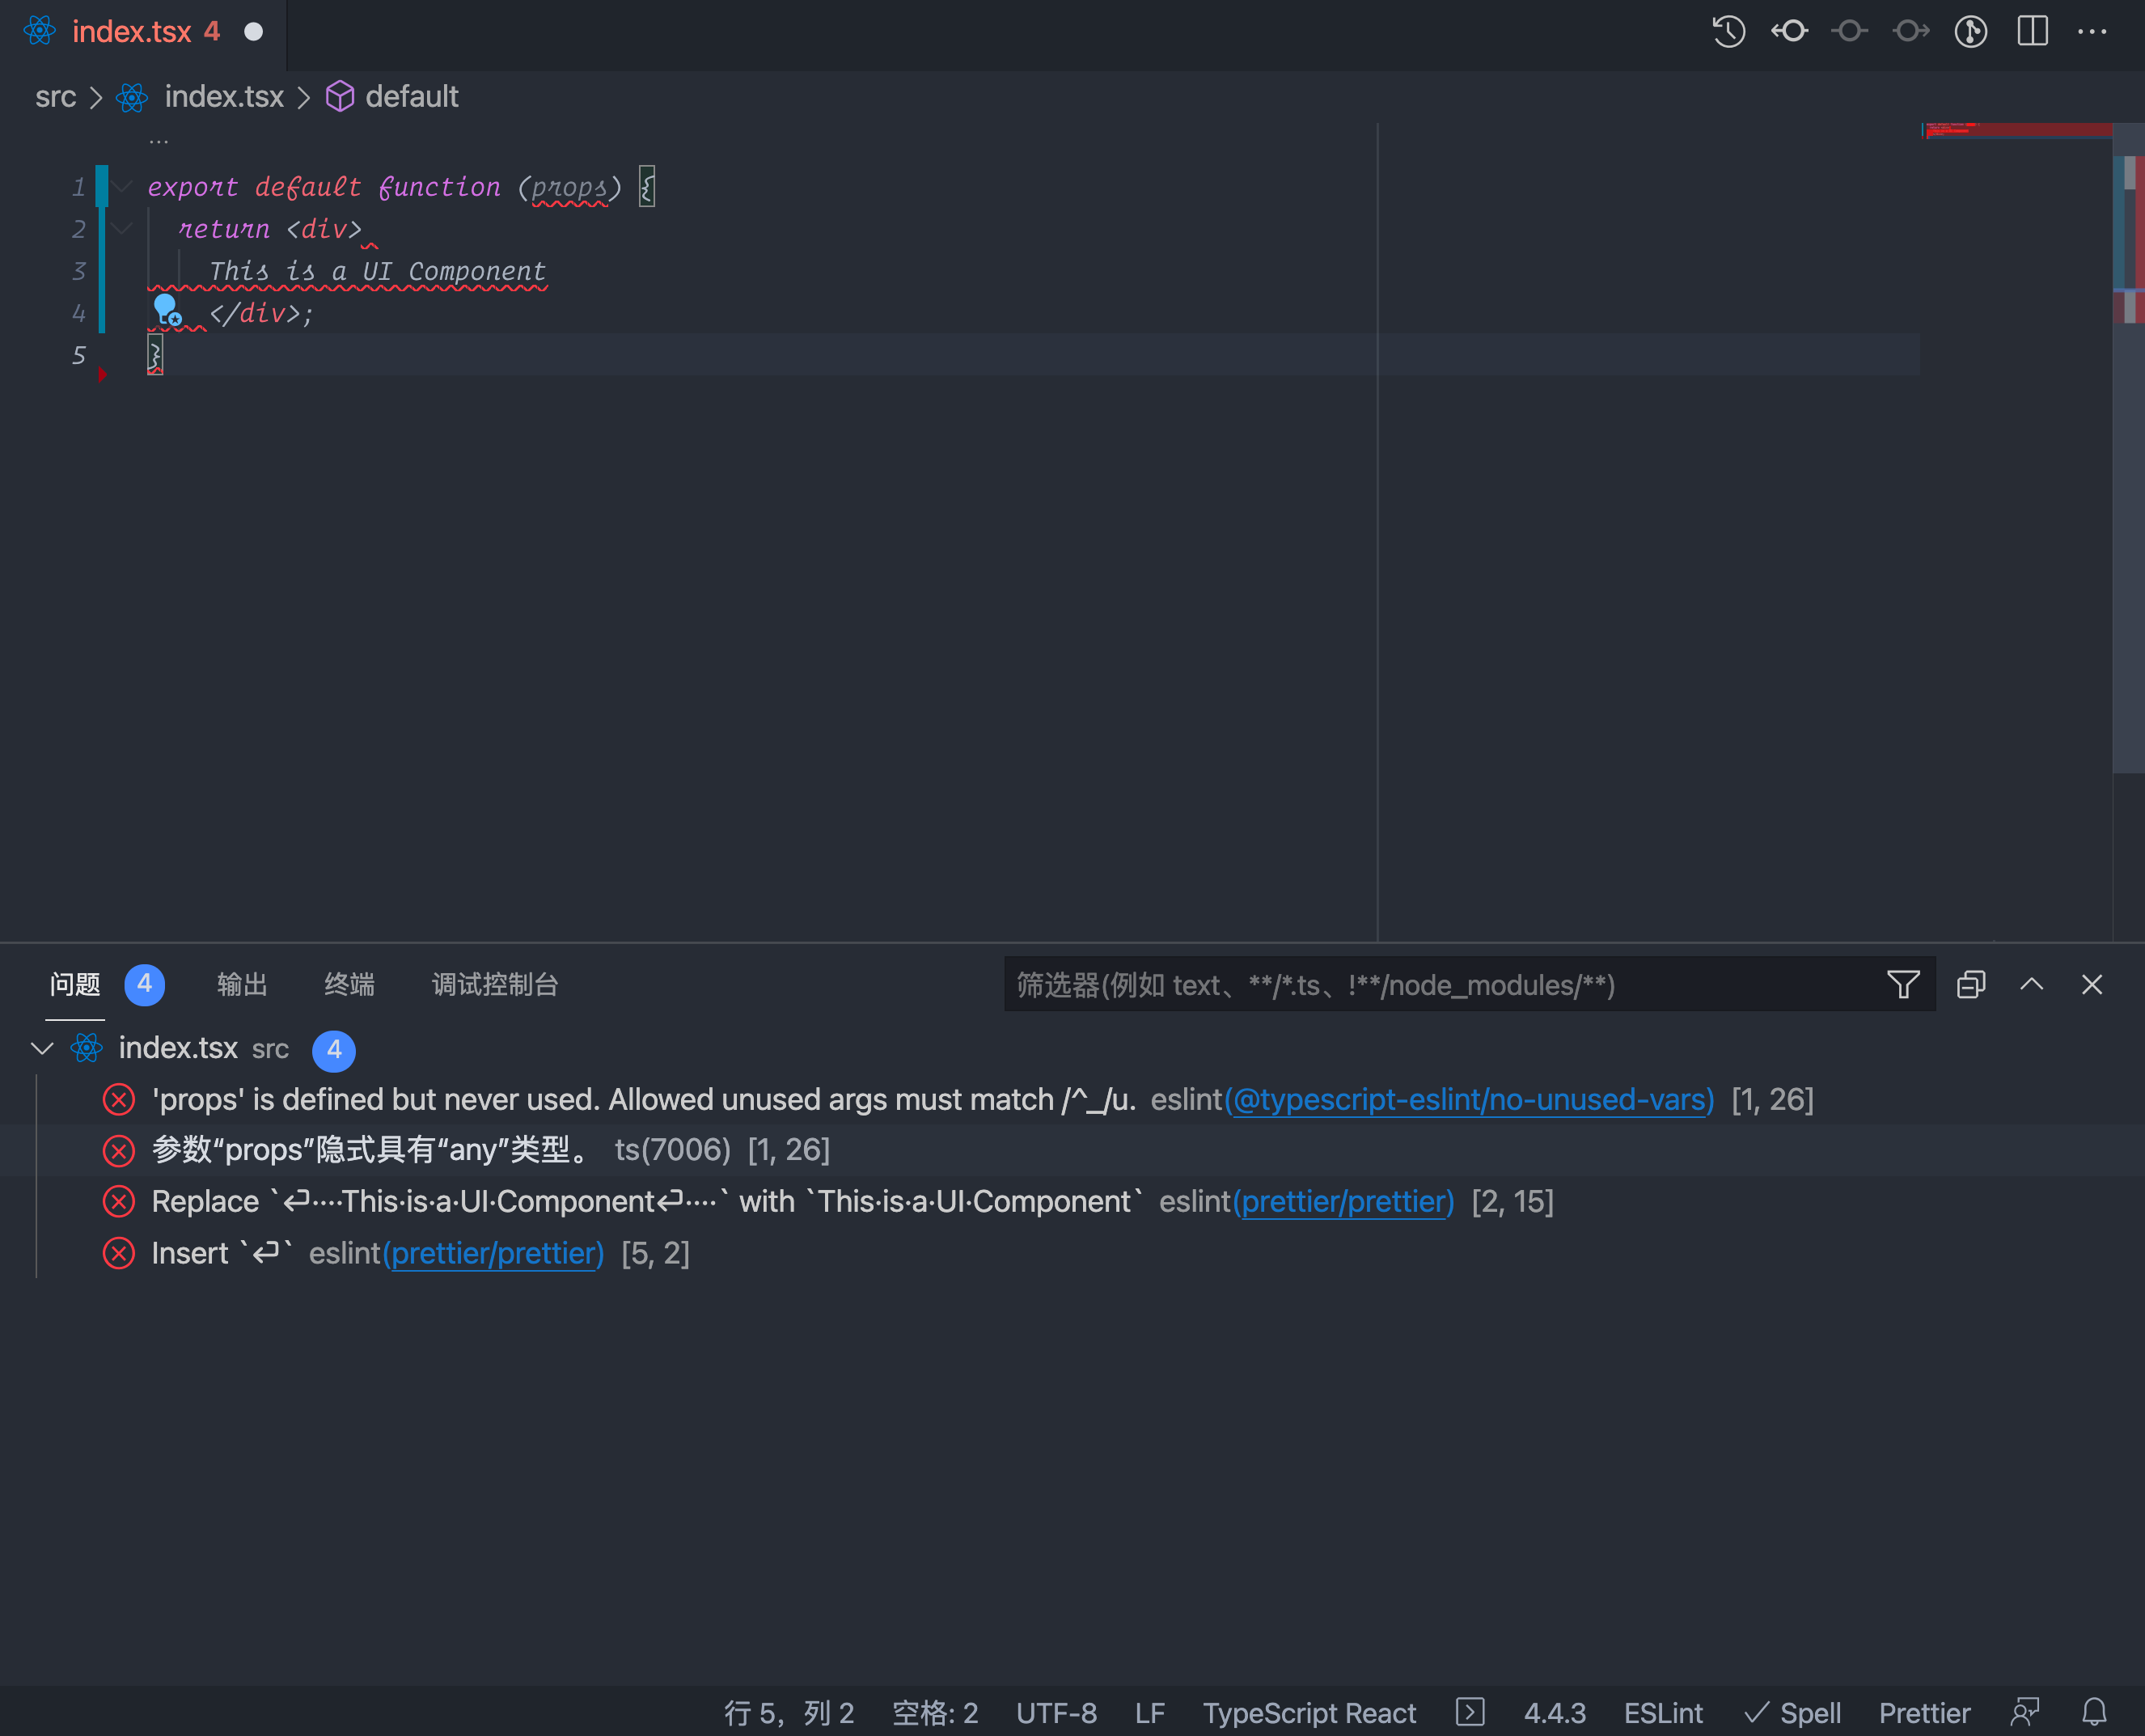 index.tsx 4
src > index.tsx > default
...
1 export default function (props) {
2 return <div>
3 This is a UI Component
4 </div>;
5 }
问题 4 输出 终端 调试控制台 筛选器(例如 text、**/*.ts、!**/node_modules/**)
index.tsx src 4
'props' is defined but never used. Allowed unused args must match /^_/u. eslint(@typescript-eslint/no-unused-vars) [1, 26]
参数“props”隐式具有“any”类型。 ts(7006) [1, 26]
Replace `⏎····This·is·a·UI·Component⏎····` with `This·is·a·UI·Component` eslint(prettier/prettier) [2, 15]
Insert `⏎` eslint(prettier/prettier) [5, 2]
行 5，列 2 空格: 2 UTF-8 LF TypeScript React 4.4.3 ESLint ✓ Spell Prettier